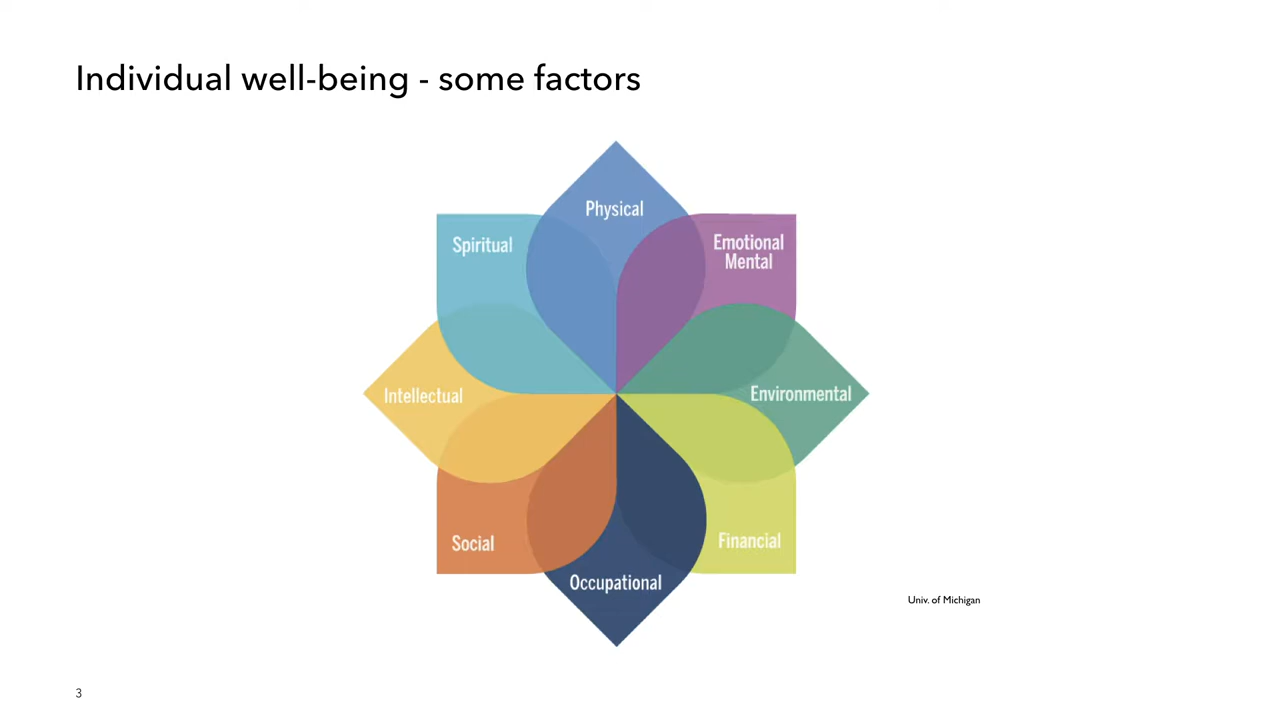 Individual well-being - some factors
Physical
Spiritual
Emotional
Mental
Intellectual
Environmental
Social
Financial
Occupational
Univ. of Michigan
3